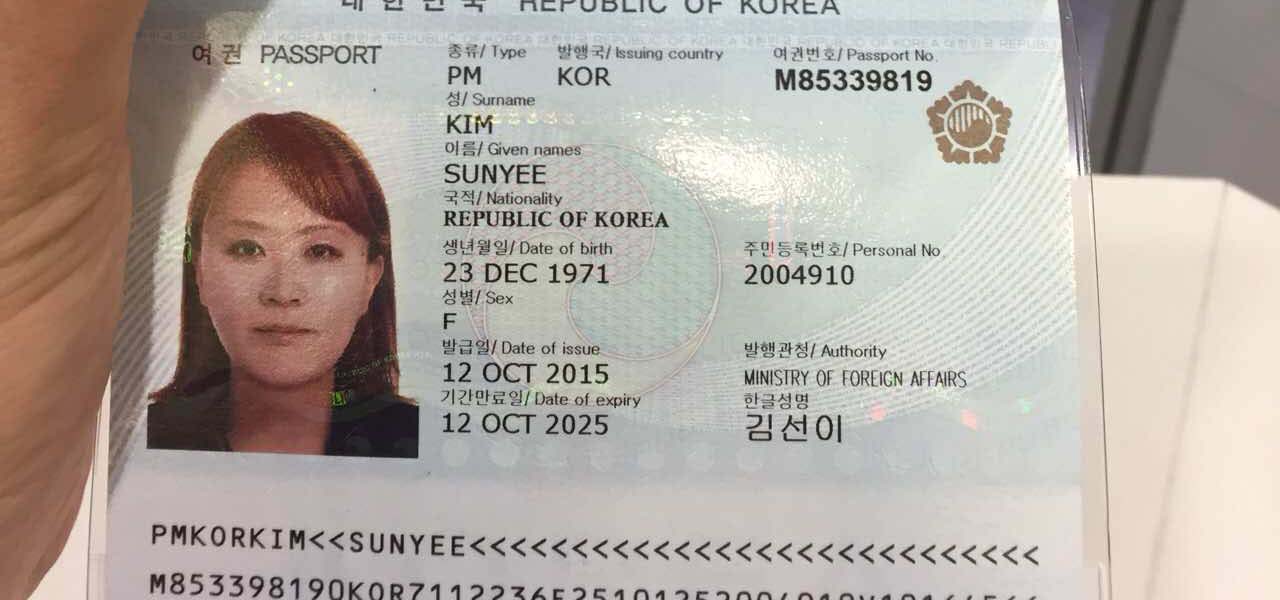 대한민국 REPUBLIC OF KOREA
여권 PASSPORT
종류/ Type 발행국/ Issuing country 여권번호/ Passport No.
PM KOR M85339819
성/ Surname
KIM
이름/ Given names
SUNYEE
국적/ Nationality
REPUBLIC OF KOREA
생년월일/ Date of birth 주민등록번호/ Personal No
23 DEC 1971 2004910
성별/ Sex
F
발급일/ Date of issue 발행관청/ Authority
12 OCT 2015 MINISTRY OF FOREIGN AFFAIRS
기간만료일/ Date of expiry 한글성명
12 OCT 2025 김선이
PMKORKIM<<SUNYEE<<<<<<<<<<<<<<<<<<<<<<<<<<<<